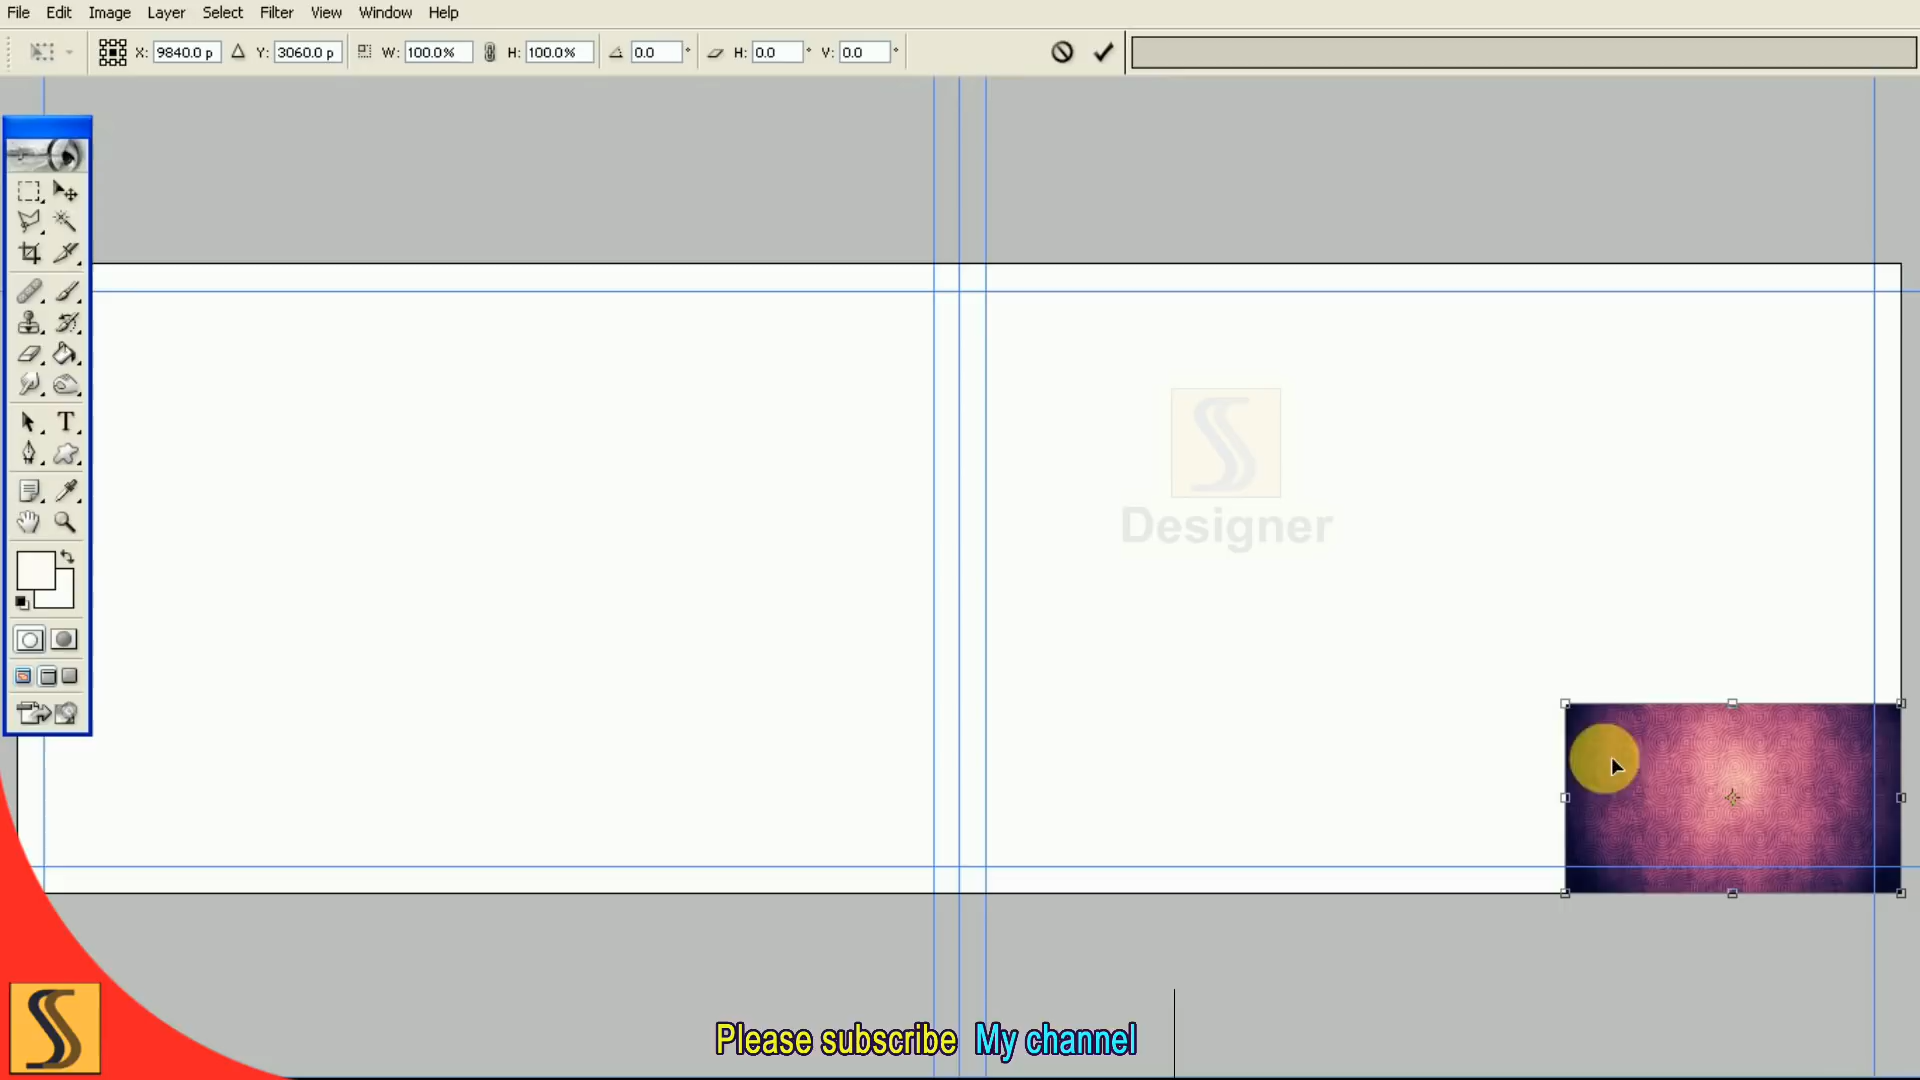 File Edit Image Layer Select Filter View Window Help
X: 9840.0 p Y: 3060.0 p W: 100.0% H: 100.0% 0.0 ° H: 0.0 ° V: 0.0 °
T
Designer
Please subscribe My channel